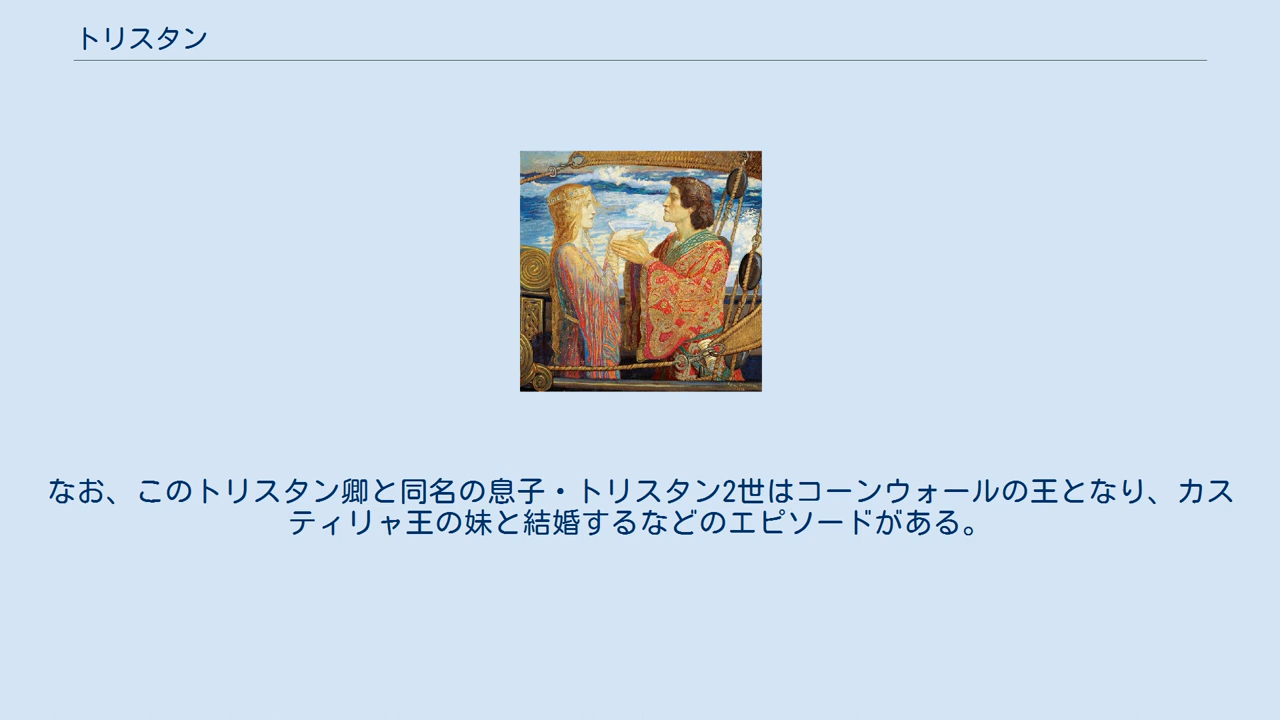 トリスタン
なお、このトリスタン卿と同名の息子・トリスタン2世はコーンウォールの王となり、カス
ティリャ王の妹と結婚するなどのエピソードがある。